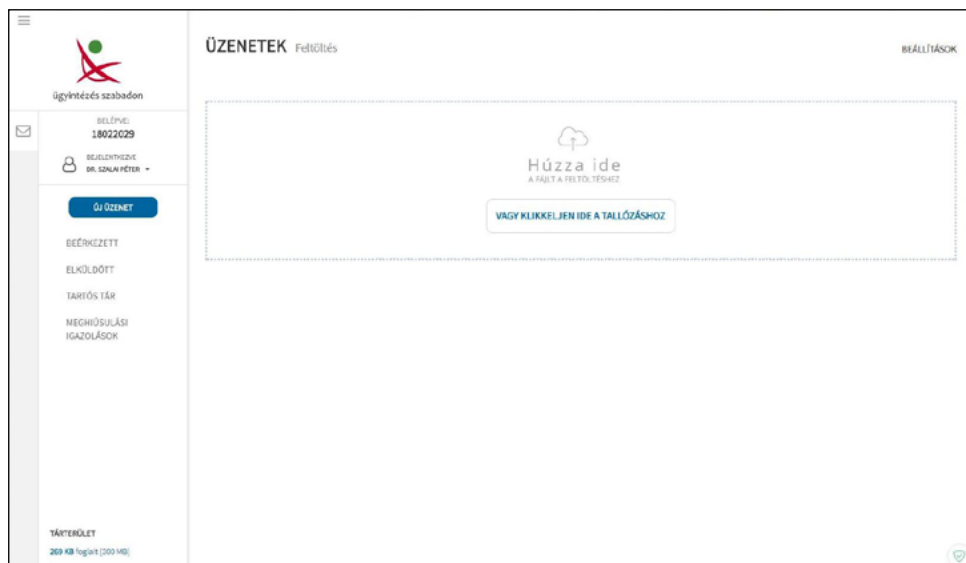 ügyintézés szabadon
BELÉPVE:
18022029
BEJELENTKEZVE
DR. SZALAI PÉTER
ÚJ ÜZENET
BEÉRKEZETT
ELKÜLDÖTT
TARTÓS TÁR
MEGHIÚSULÁSI
IGAZOLÁSOK
TÁRTERÜLET
269 KB foglalt (300 MB)
ÜZENETEK Feltöltés
BEÁLLÍTÁSOK
Húzza ide
A FÁJLT A FELTÖLTÉSHEZ
VAGY KLIKKELJEN IDE A TALLÓZÁSHOZ